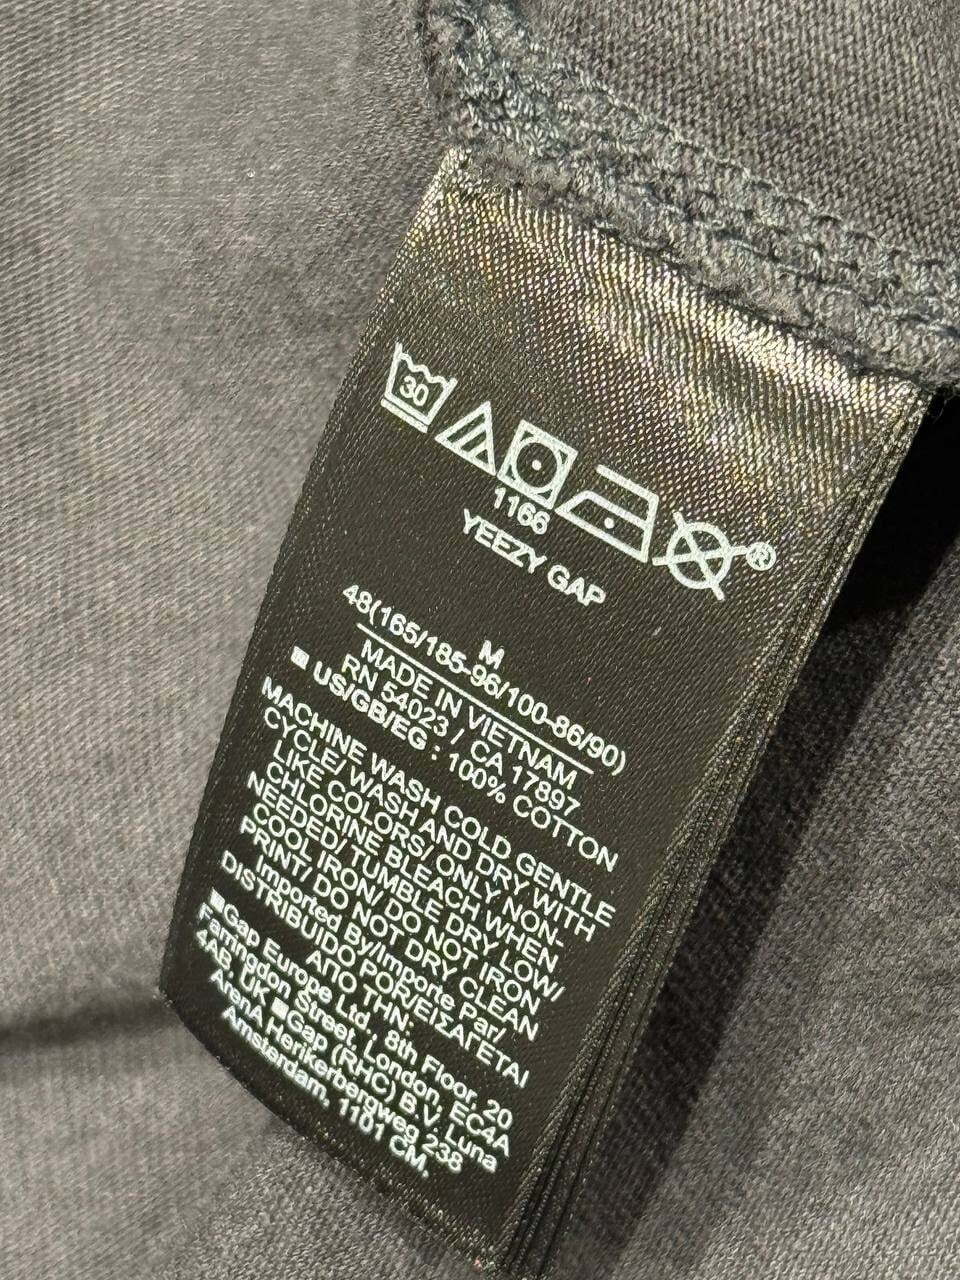 30
®
1166
YEEZY GAP
M
48(165/185-96/100-86/90)
MADE IN VIETNAM
RN 54023 / CA 17897
US/GB/EG : 100% COTTON
MACHINE WASH COLD GENTLE
CYCLE/ WASH AND DRY WITH
LIKE COLORS/ ONLY NON-
CHLORINE BLEACH WHEN
NEEDED/ TUMBLE DRY LOW/
COOL IRON/ DO NOT IRON
PRINT/ DO NOT DRY CLEAN
Imported By/Importe Par/
DISTRIBUIDO POR/ΕΙΣΑΓΕΤΑΙ
ΑΠΟ ΤΗΝ:
Gap Europe Ltd., 8th Floor, 20
Farringdon Street, London, EC4A
4AB, UK Gap (RHC) B.V. Luna
ArenA Herikerbergweg 238
Amsterdam, 1101 CM,